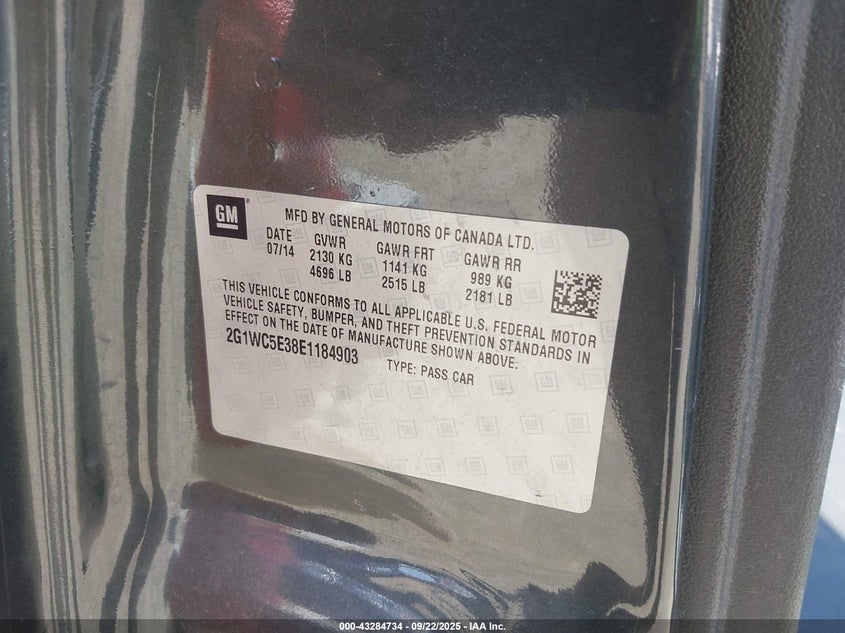 GM
MFD BY GENERAL MOTORS OF CANADA LTD.
DATE GVWR GAWR FRT GAWR RR
07/14 2130 KG 1141 KG 989 KG
4696 LB 2515 LB 2181 LB
THIS VEHICLE CONFORMS TO ALL APPLICABLE U.S. FEDERAL MOTOR
VEHICLE SAFETY, BUMPER, AND THEFT PREVENTION STANDARDS IN
EFFECT ON THE DATE OF MANUFACTURE SHOWN ABOVE.
2G1WC5E38E1184903 TYPE: PASS CAR
000-43284734 - 09/22/2025 - IAA Inc.